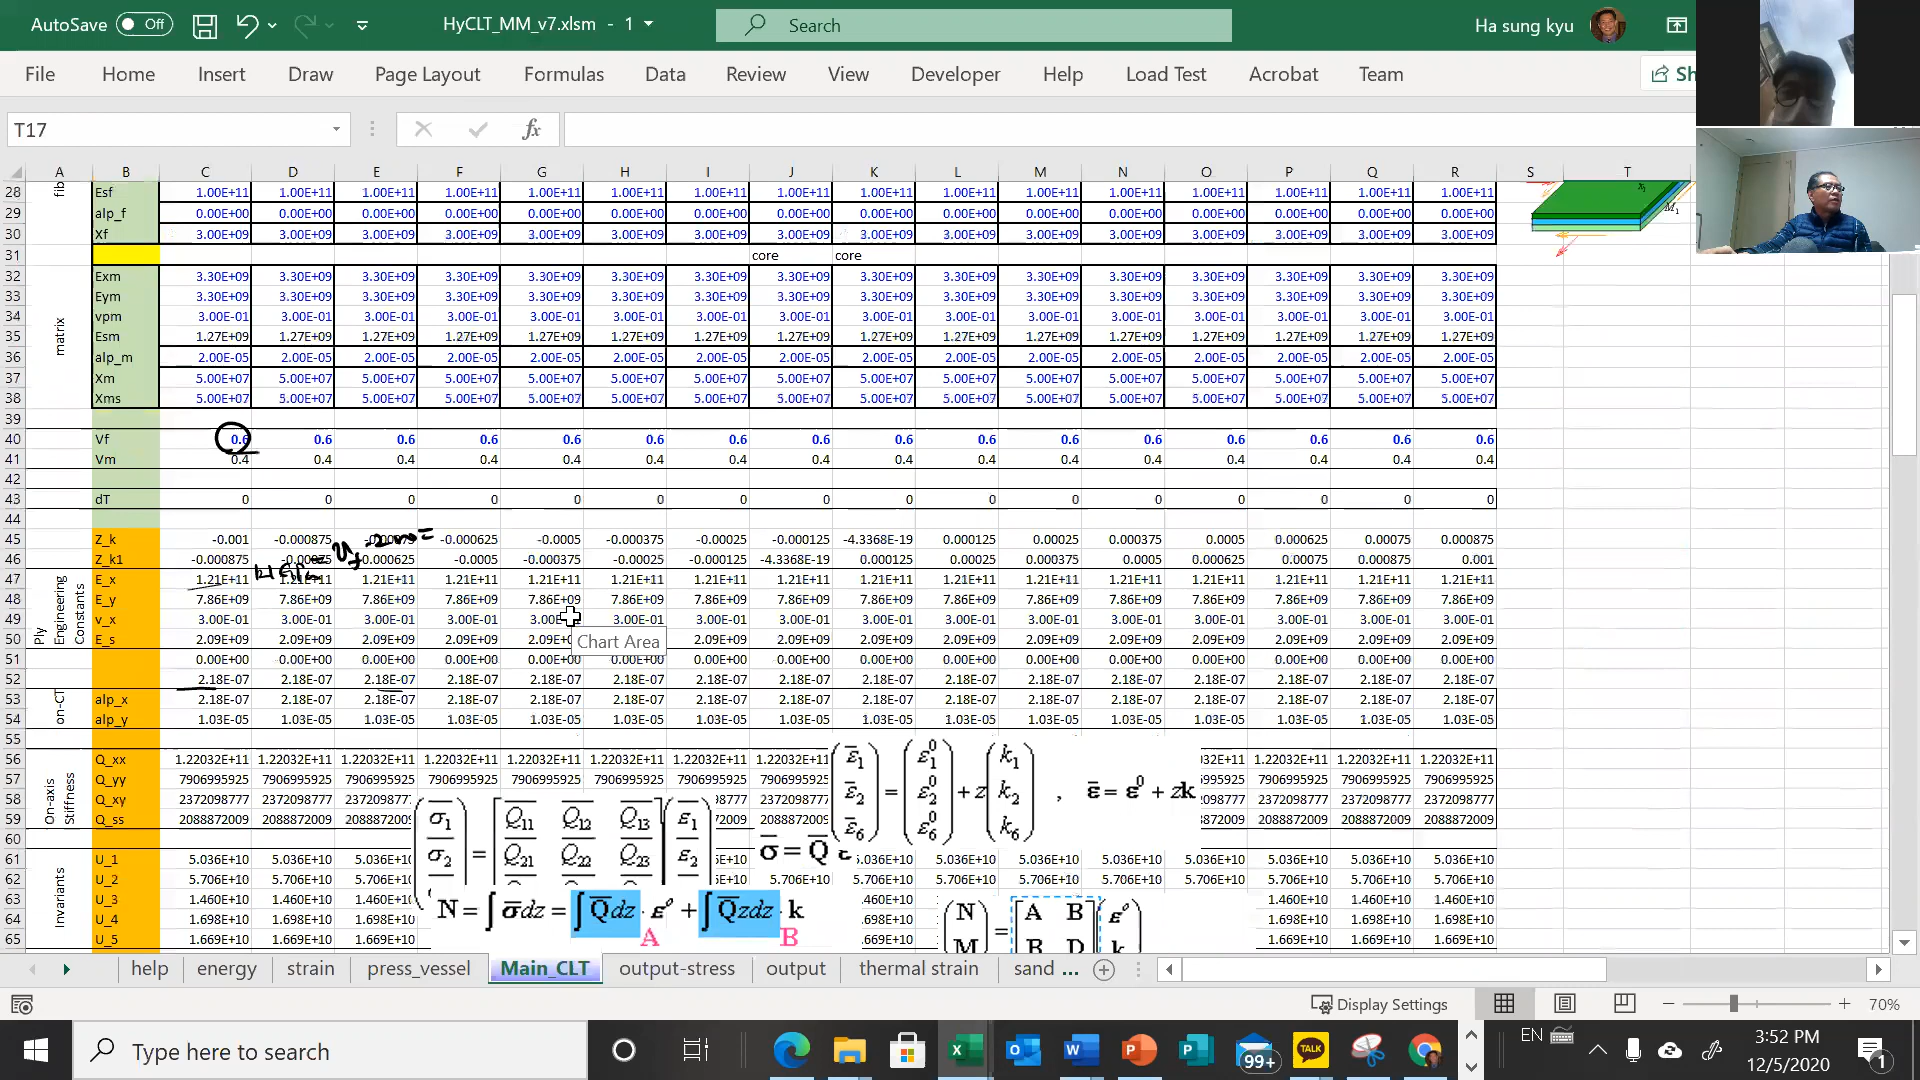 AutoSave Off HyCLT_MM_v7.xlsm - 1 Search Ha sung kyu
File Home Insert Draw Page Layout Formulas Data Review View Developer Help Load Test Acrobat Team Sh
T17 fx
A B C D E F G H I J K L M N O P Q R S T
28 fib Esf 1.00E+11 1.00E+11 1.00E+11 1.00E+11 1.00E+11 1.00E+11 1.00E+11 1.00E+11 1.00E+11 1.00E+11 1.00E+11 1.00E+11 1.00E+11 1.00E+11 1.00E+11 1.00E+11
29 alp_f 0.00E+00 0.00E+00 0.00E+00 0.00E+00 0.00E+00 0.00E+00 0.00E+00 0.00E+00 0.00E+00 0.00E+00 0.00E+00 0.00E+00 0.00E+00 0.00E+00 0.00E+00 0.00E+00
30 Xf 3.00E+09 3.00E+09 3.00E+09 3.00E+09 3.00E+09 3.00E+09 3.00E+09 3.00E+09 3.00E+09 3.00E+09 3.00E+09 3.00E+09 3.00E+09 3.00E+09 3.00E+09 3.00E+09
M₁
31 core core
32 Exm 3.30E+09 3.30E+09 3.30E+09 3.30E+09 3.30E+09 3.30E+09 3.30E+09 3.30E+09 3.30E+09 3.30E+09 3.30E+09 3.30E+09 3.30E+09 3.30E+09 3.30E+09 3.30E+09
33 Eym 3.30E+09 3.30E+09 3.30E+09 3.30E+09 3.30E+09 3.30E+09 3.30E+09 3.30E+09 3.30E+09 3.30E+09 3.30E+09 3.30E+09 3.30E+09 3.30E+09 3.30E+09 3.30E+09
34 matrix vpm 3.00E-01 3.00E-01 3.00E-01 3.00E-01 3.00E-01 3.00E-01 3.00E-01 3.00E-01 3.00E-01 3.00E-01 3.00E-01 3.00E-01 3.00E-01 3.00E-01 3.00E-01 3.00E-01
35 Esm 1.27E+09 1.27E+09 1.27E+09 1.27E+09 1.27E+09 1.27E+09 1.27E+09 1.27E+09 1.27E+09 1.27E+09 1.27E+09 1.27E+09 1.27E+09 1.27E+09 1.27E+09 1.27E+09
36 alp_m 2.00E-05 2.00E-05 2.00E-05 2.00E-05 2.00E-05 2.00E-05 2.00E-05 2.00E-05 2.00E-05 2.00E-05 2.00E-05 2.00E-05 2.00E-05 2.00E-05 2.00E-05 2.00E-05
37 Xm 5.00E+07 5.00E+07 5.00E+07 5.00E+07 5.00E+07 5.00E+07 5.00E+07 5.00E+07 5.00E+07 5.00E+07 5.00E+07 5.00E+07 5.00E+07 5.00E+07 5.00E+07 5.00E+07
38 Xms 5.00E+07 5.00E+07 5.00E+07 5.00E+07 5.00E+07 5.00E+07 5.00E+07 5.00E+07 5.00E+07 5.00E+07 5.00E+07 5.00E+07 5.00E+07 5.00E+07 5.00E+07 5.00E+07
39
40 Vf 0.6 0.6 0.6 0.6 0.6 0.6 0.6 0.6 0.6 0.6 0.6 0.6 0.6 0.6 0.6 0.6
41 Vm 0.4 0.4 0.4 0.4 0.4 0.4 0.4 0.4 0.4 0.4 0.4 0.4 0.4 0.4 0.4 0.4
42
43 dT 0 0 0 0 0 0 0 0 0 0 0 0 0 0 0 0
44
45 Z_k -0.001 -0.000875 -0.000625 -0.0005 -0.000375 -0.00025 -0.000125 -4.3368E-19 0.000125 0.00025 0.000375 0.0005 0.000625 0.00075 0.000875
46 Z_k1 -0.000875 -0.000625 -0.0005 -0.000375 -0.00025 -0.000125 -4.3368E-19 0.000125 0.00025 0.000375 0.0005 0.000625 0.00075 0.000875 0.001
47 E_x 1.21E+11 1.21E+11 1.21E+11 1.21E+11 1.21E+11 1.21E+11 1.21E+11 1.21E+11 1.21E+11 1.21E+11 1.21E+11 1.21E+11 1.21E+11 1.21E+11 1.21E+11 1.21E+11
48 Ply Engineering Constants E_y 7.86E+09 7.86E+09 7.86E+09 7.86E+09 7.86E+09 7.86E+09 7.86E+09 7.86E+09 7.86E+09 7.86E+09 7.86E+09 7.86E+09 7.86E+09 7.86E+09 7.86E+09 7.86E+09
49 v_x 3.00E-01 3.00E-01 3.00E-01 3.00E-01 3.00E-01 3.00E-01 3.00E-01 3.00E-01 3.00E-01 3.00E-01 3.00E-01 3.00E-01 3.00E-01 3.00E-01 3.00E-01
50 E_s 2.09E+09 2.09E+09 2.09E+09 2.09E+09 2.09E+0 Chart Area 2.09E+09 2.09E+09 2.09E+09 2.09E+09 2.09E+09 2.09E+09 2.09E+09 2.09E+09 2.09E+09 2.09E+09
51 0.00E+00 0.00E+00 0.00E+00 0.00E+00 0.00E+00 0.00E+00 0.00E+00 0.00E+00 0.00E+00 0.00E+00 0.00E+00 0.00E+00 0.00E+00 0.00E+00 0.00E+00 0.00E+00
52 2.18E-07 2.18E-07 2.18E-07 2.18E-07 2.18E-07 2.18E-07 2.18E-07 2.18E-07 2.18E-07 2.18E-07 2.18E-07 2.18E-07 2.18E-07 2.18E-07 2.18E-07 2.18E-07
53 on-CT alp_x 2.18E-07 2.18E-07 2.18E-07 2.18E-07 2.18E-07 2.18E-07 2.18E-07 2.18E-07 2.18E-07 2.18E-07 2.18E-07 2.18E-07 2.18E-07 2.18E-07 2.18E-07 2.18E-07
54 alp_y 1.03E-05 1.03E-05 1.03E-05 1.03E-05 1.03E-05 1.03E-05 1.03E-05 1.03E-05 1.03E-05 1.03E-05 1.03E-05 1.03E-05 1.03E-05 1.03E-05 1.03E-05 1.03E-05
55
56 Q_xx 1.22032E+11 1.22032E+11 1.22032E+11 1.22032E+11 1.22032E+11 1.22032E+11 1.22032E+11 1.22032E+1 1.22032E+11 1.22032E+11 1.22032E+11
57 On-axis Stiffness Q_yy 7906995925 7906995925 7906995925 7906995925 7906995925 7906995925 7906995925 7906995925 7906995925 7906995925 7906995925
58 Q_xy 2372098777 2372098777 2372098777 398777 2372098777 2372098777 2372098777 2372098777
59 Q_ss 2088872009 2088872009 2088872009 372009 208887200 2088872009 2088872009 2088872009
60
61 U_1 5.036E+10 5.036E+10 5.036E+1 5.036E+10 5.036E+10 5.036E+10 5.036E+10 5.036E+10 5.036E+10 5.036E+10
62 U_2 5.706E+10 5.706E+10 5.706E+1 5.706E+10 5.706E+10 5.706E+10 5.706E+10 5.706E+10 5.706E+10 5.706E+10
63 Invariants U_3 1.460E+10 1.460E+10 1.460E+1 1.460E+10 1.460E+10 1.460E+10
64 U_4 1.698E+10 1.698E+10 1.698E+1 1.698E+10 1.698E+10 1.698E+10
65 U_5 1.669E+10 1.669E+10 1.669E+1 .669E+10 1.669E+10 1.669E+10 1.669E+10
(ε̅₁ ε̅₂ ε̅₆) = (ε₁⁰ ε₂⁰ ε₆⁰) + z (k₁ k₂ k₆) , ε̅ = ε⁰ + zk
(σ̅₁ σ̅₂ = [Q̅₁₁ Q̅₁₂ Q̅₁₃ Q̅₂₁ Q̅₂₂ Q̅₂₃ (ε̅₁ ε̅₂
σ̅ = Q̅ ε
N = ∫ σ̅dz = ∫ Q̅dz · ε⁰ + ∫ Q̅zdz · k
A B
(N M) = [A B B D] (ε⁰ k
help energy strain press_vessel Main_CLT output-stress output thermal strain sand ...
Display Settings 70%
Type here to search 99+ TALK EN 3:52 PM
12/5/2020 1